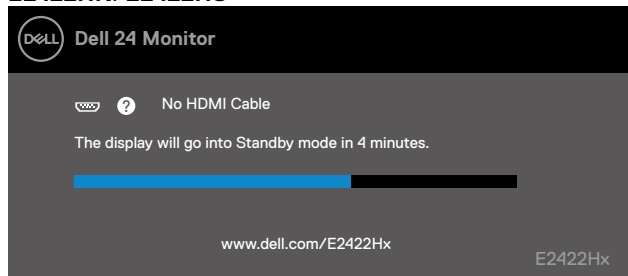 DELL Dell 24 Monitor
? No HDMI Cable
The display will go into Standby mode in 4 minutes.
www.dell.com/E2422Hx
E2422Hx